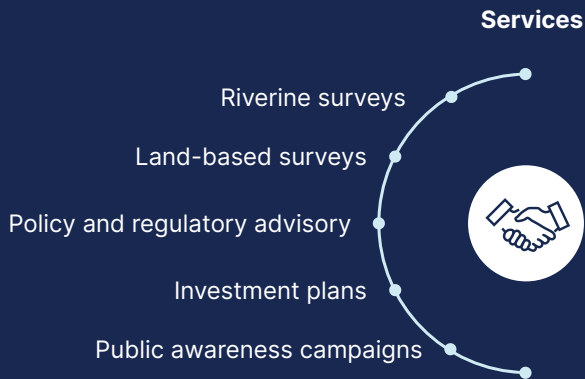 Services
Riverine surveys
Land-based surveys
Policy and regulatory advisory
Investment plans
Public awareness campaigns